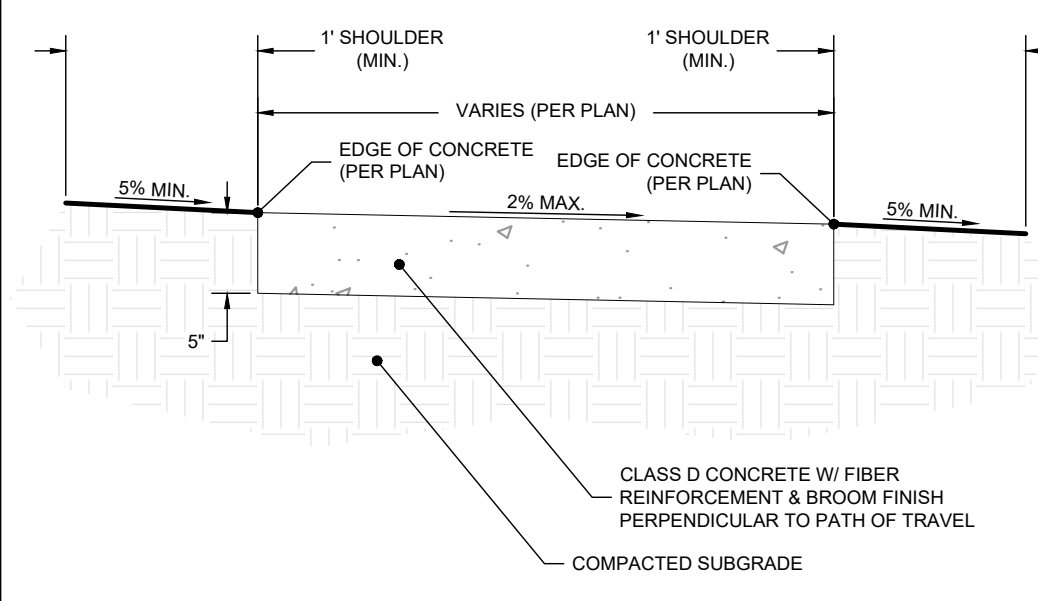 1' SHOULDER
(MIN.)
1' SHOULDER
(MIN.)
VARIES (PER PLAN)
EDGE OF CONCRETE
(PER PLAN)
EDGE OF CONCRETE
(PER PLAN)
5% MIN.
2% MAX.
5% MIN.
5"
CLASS D CONCRETE W/ FIBER
REINFORCEMENT & BROOM FINISH
PERPENDICULAR TO PATH OF TRAVEL
COMPACTED SUBGRADE